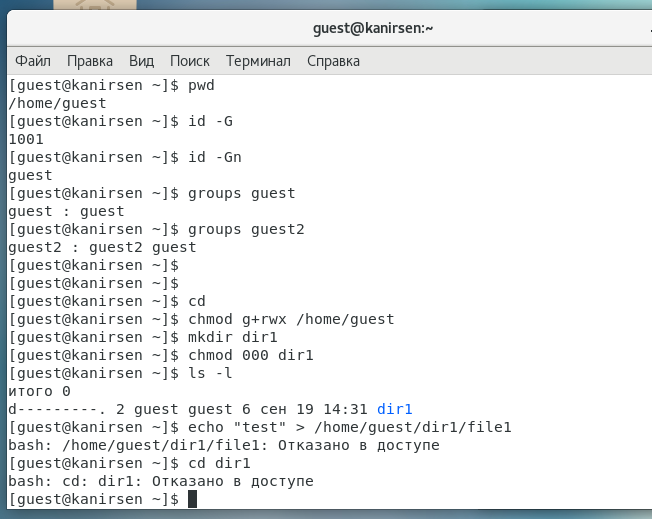 guest@kanirsen:~
Файл Правка Вид Поиск Терминал Справка
[guest@kanirsen ~]$ pwd
/home/guest
[guest@kanirsen ~]$ id -G
1001
[guest@kanirsen ~]$ id -Gn
guest
[guest@kanirsen ~]$ groups guest
guest : guest
[guest@kanirsen ~]$ groups guest2
guest2 : guest2 guest
[guest@kanirsen ~]$
[guest@kanirsen ~]$
[guest@kanirsen ~]$ cd
[guest@kanirsen ~]$ chmod g+rwx /home/guest
[guest@kanirsen ~]$ mkdir dir1
[guest@kanirsen ~]$ chmod 000 dir1
[guest@kanirsen ~]$ ls -l
итого 0
d---------. 2 guest guest 6 сен 19 14:31 dir1
[guest@kanirsen ~]$ echo "test" > /home/guest/dir1/file1
bash: /home/guest/dir1/file1: Отказано в доступе
[guest@kanirsen ~]$ cd dir1
bash: cd: dir1: Отказано в доступе
[guest@kanirsen ~]$